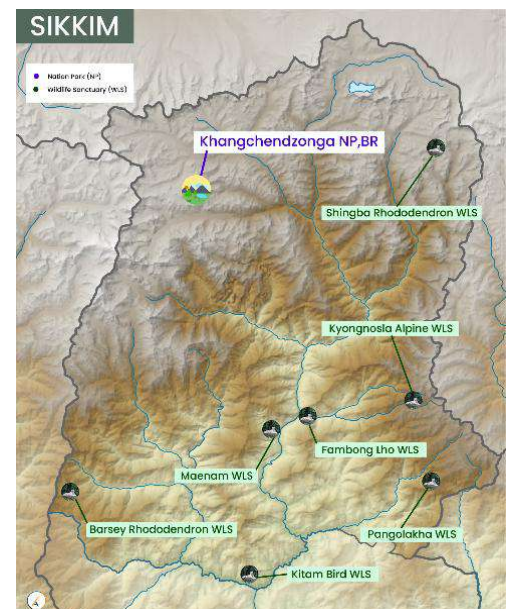 SIKKIM
Nation Park (NP)
Wildlife Sanctuary (WLS)
Khangchendzonga NP,BR
Shingba Rhododendron WLS
Kyongnosla Alpine WLS
Fambong Lho WLS
Maenam WLS
Barsey Rhododendron WLS
Pangolakha WLS
Kitam Bird WLS